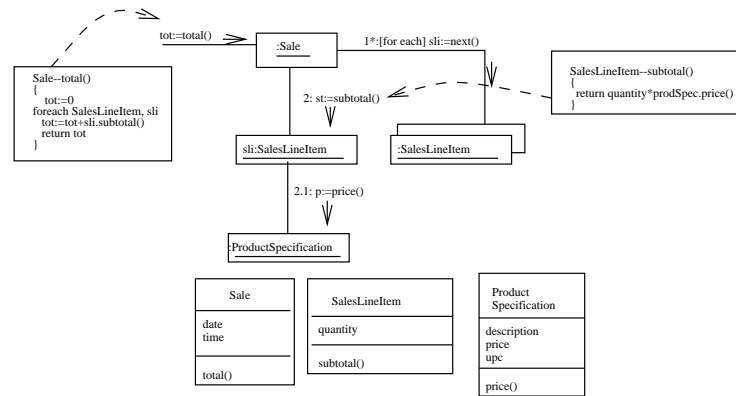 tot:=total()
:Sale
1*:[for each] sli:=next()
Sale--total()
{
tot:=0
foreach SalesLineItem, sli
tot:=tot+sli.subtotal()
return tot
}
2: st:=subtotal()
SalesLineItem--subtotal()
{
return quantity*prodSpec.price()
}
sli:SalesLineItem
:SalesLineItem
2.1: p:=price()
:ProductSpecification
Sale
date
time
total()
SalesLineItem
quantity
subtotal()
Product
Specification
description
price
upc
price()